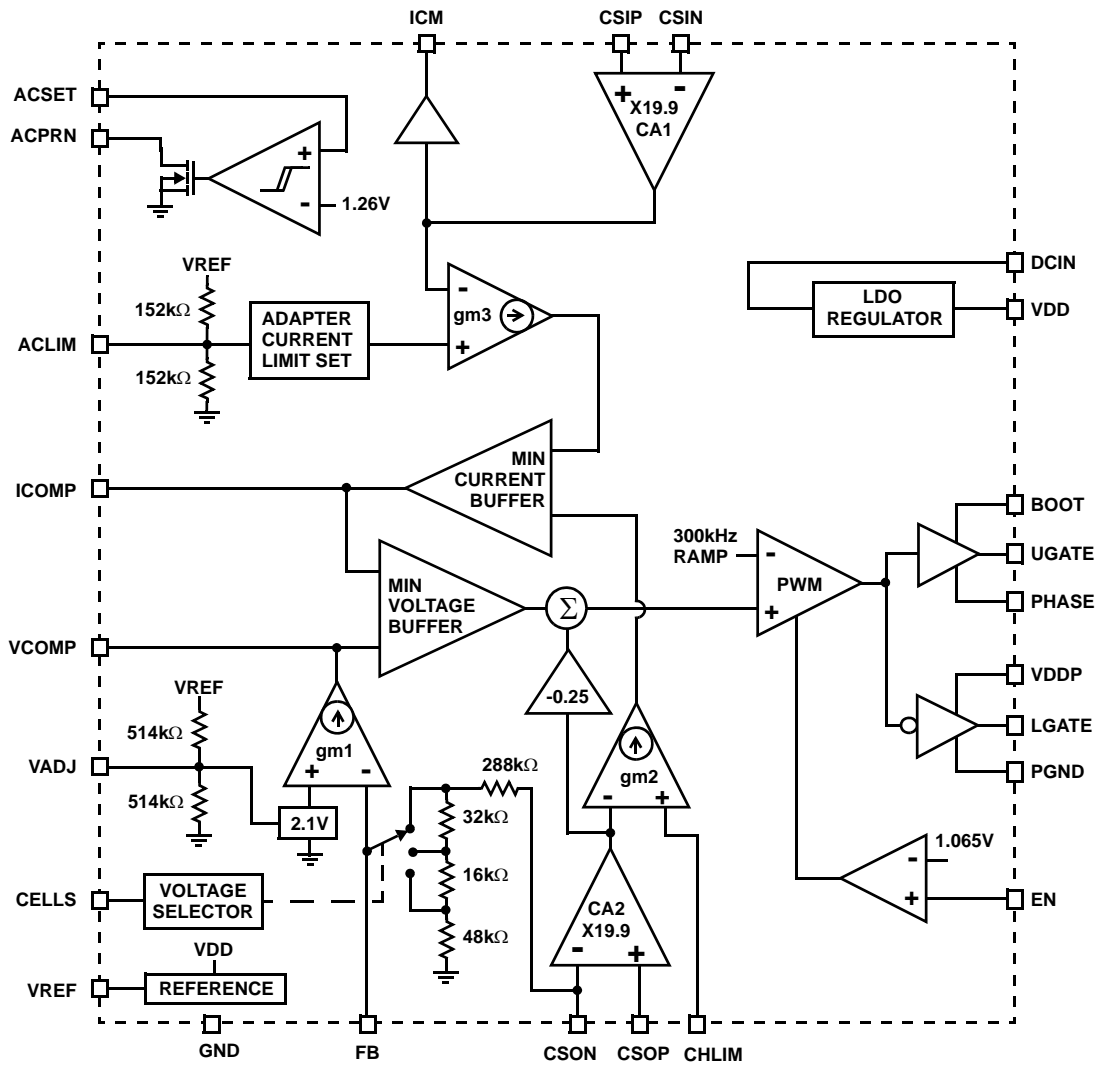 ICM
CSIP
CSIN
ACSET
ACPRN
+
-
X19.9
CA1
+
-
1.26V
VREF
152kΩ
ACLIM
152kΩ
ADAPTER
CURRENT
LIMIT SET
-
gm3
+
DCIN
LDO
REGULATOR
VDD
MIN
CURRENT
BUFFER
ICOMP
MIN
VOLTAGE
BUFFER
Σ
300kHz
RAMP
-
PWM
+
BOOT
UGATE
PHASE
VCOMP
-0.25
VDDP
LGATE
PGND
VREF
514kΩ
VADJ
514kΩ
gm1
+
-
2.1V
288kΩ
gm2
-
+
32kΩ
16kΩ
48kΩ
CELLS
VOLTAGE
SELECTOR
CA2
X19.9
-
+
1.065V
-
+
EN
VDD
VREF
REFERENCE
GND
FB
CSON
CSOP
CHLIM